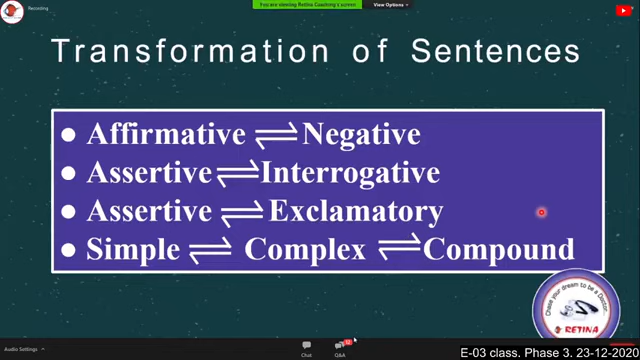 Recording
You are viewing Retina Coaching's screen
View Options
Transformation of Sentences
● Affirmative ⇌ Negative
● Assertive ⇌ Interrogative
● Assertive ⇌ Exclamatory
● Simple ⇌ Complex ⇌ Compound
Chase your dream to be a Doctor
RETINA
Audio Settings
Chat
Q&A
E-03 class. Phase 3. 23-12-2020